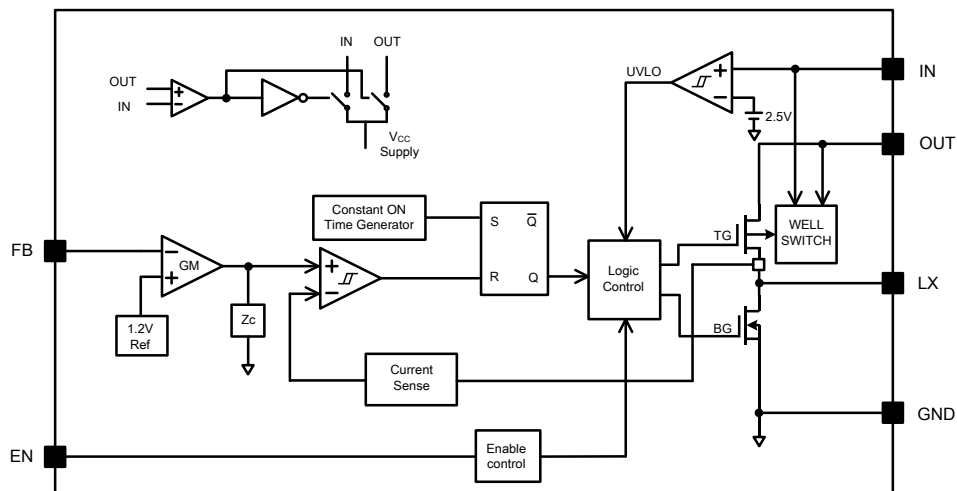 IN OUT
OUT
IN
VCC
Supply
UVLO
IN
2.5V
OUT
Constant ON
Time Generator
S Q̅
R Q
TG
WELL
SWITCH
FB
GM
Logic
Control
LX
1.2V
Ref
Zc
BG
Current
Sense
GND
EN
Enable
control